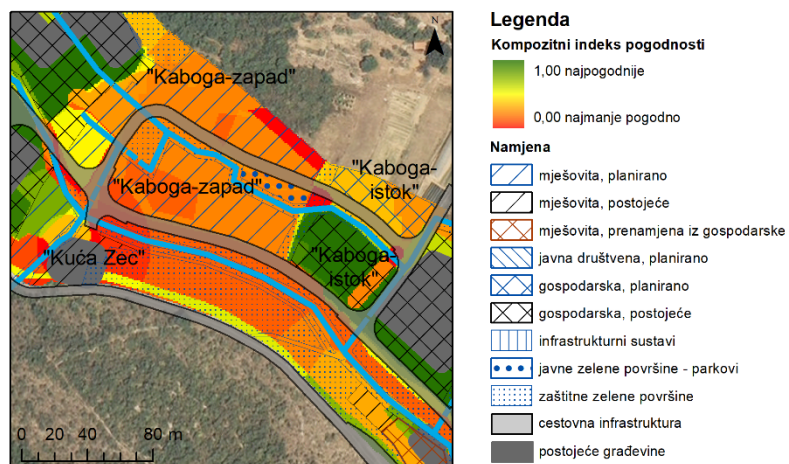 N
"Kaboga-zapad"
"Kaboga-
istok"
"Kaboga-zapad"
"Kuća Zec"
"Kaboga-
istok"
0 20 40 80 m
Legenda
Kompozitni indeks pogodnosti
1,00 najpogodnije
0,00 najmanje pogodno
Namjena
mješovita, planirano
mješovita, postojeće
mješovita, prenamjena iz gospodarske
javna društvena, planirano
gospodarska, planirano
gospodarska, postojeće
infrastrukturni sustavi
javne zelene površine - parkovi
zaštitne zelene površine
cestovna infrastruktura
postojeće građevine